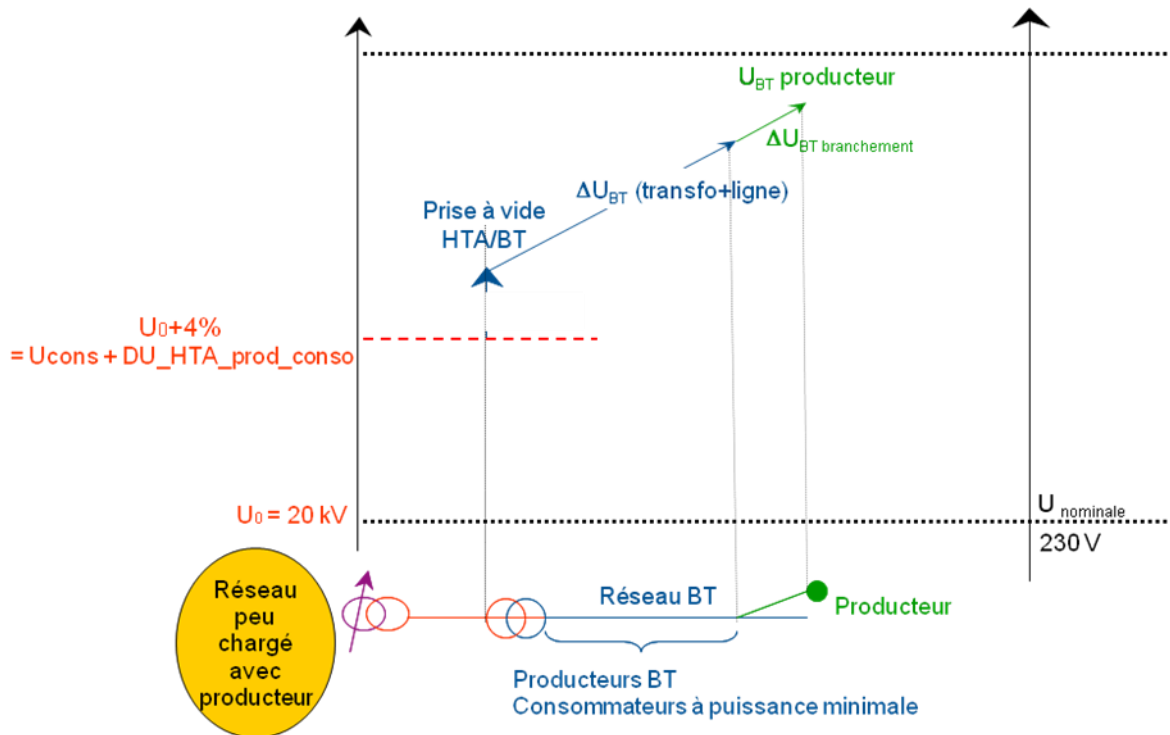 U_BT producteur
ΔU_BT branchement
ΔU_BT (transfo+ligne)
Prise à vide
HTA/BT
U₀+4%
= Ucons + DU_HTA_prod_conso
U₀ = 20 kV
U nominale
230 V
Réseau
peu
chargé
avec
producteur
Réseau BT
Producteur
Producteurs BT
Consommateurs à puissance minimale